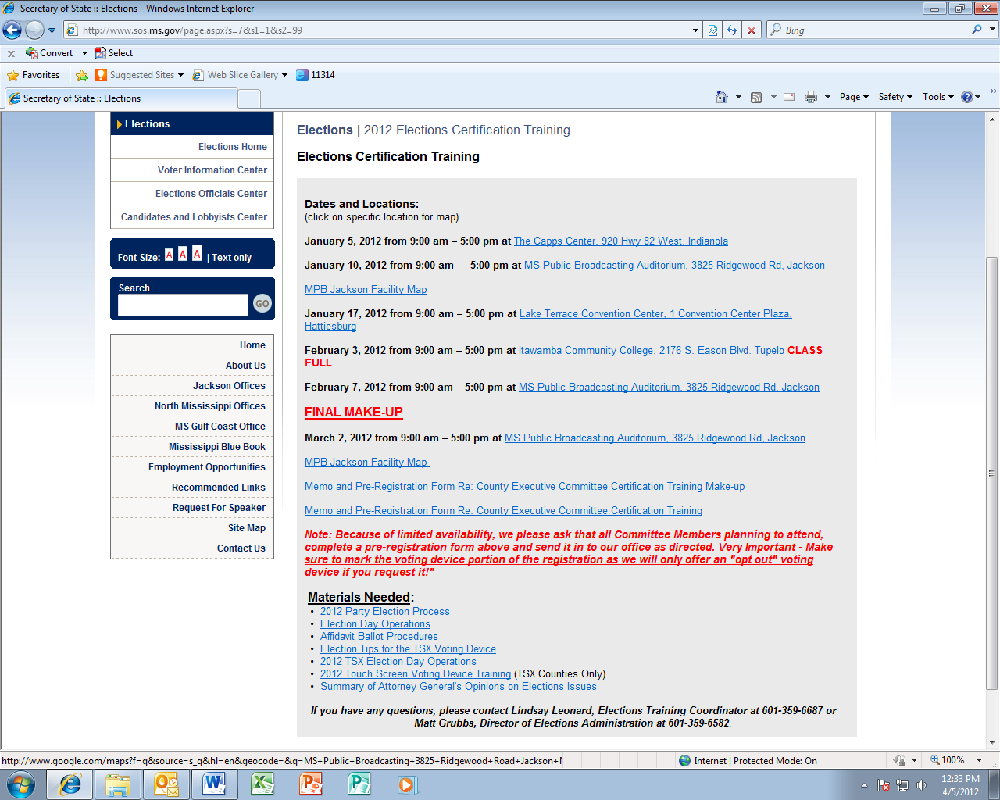 Secretary of State :: Elections - Windows Internet Explorer
http://www.sos.ms.gov/page.aspx?s=7&s1=1&s2=99
Bing
x Convert Select
Favorites Suggested Sites Web Slice Gallery 11314
Secretary of State :: Elections
Page Safety Tools
Elections
Elections Home
Voter Information Center
Elections Officials Center
Candidates and Lobbyists Center
Font Size: A A A | Text only
Search
GO
Home
About Us
Jackson Offices
North Mississippi Offices
MS Gulf Coast Office
Mississippi Blue Book
Employment Opportunities
Recommended Links
Request For Speaker
Site Map
Contact Us
Elections | 2012 Elections Certification Training
Elections Certification Training
Dates and Locations:
(click on specific location for map)
January 5, 2012 from 9:00 am – 5:00 pm at The Capps Center, 920 Hwy 82 West, Indianola
January 10, 2012 from 9:00 am — 5:00 pm at MS Public Broadcasting Auditorium, 3825 Ridgewood Rd, Jackson
MPB Jackson Facility Map
January 17, 2012 from 9:00 am – 5:00 pm at Lake Terrace Convention Center, 1 Convention Center Plaza,
Hattiesburg
February 3, 2012 from 9:00 am – 5:00 pm at Itawamba Community College, 2176 S. Eason Blvd. Tupelo CLASS
FULL
February 7, 2012 from 9:00 am – 5:00 pm at MS Public Broadcasting Auditorium, 3825 Ridgewood Rd, Jackson
FINAL MAKE-UP
March 2, 2012 from 9:00 am – 5:00 pm at MS Public Broadcasting Auditorium, 3825 Ridgewood Rd, Jackson
MPB Jackson Facility Map
Memo and Pre-Registration Form Re: County Executive Committee Certification Training Make-up
Memo and Pre-Registration Form Re: County Executive Committee Certification Training
Note: Because of limited availability, we please ask that all Committee Members planning to attend,
complete a pre-registration form above and send it in to our office as directed. Very Important - Make
sure to mark the voting device portion of the registration as we will only offer an "opt out" voting
device if you request it!"
Materials Needed:
• 2012 Party Election Process
• Election Day Operations
• Affidavit Ballot Procedures
• Election Tips for the TSX Voting Device
• 2012 TSX Election Day Operations
• 2012 Touch Screen Voting Device Training (TSX Counties Only)
• Summary of Attorney General's Opinions on Elections Issues
If you have any questions, please contact Lindsay Leonard, Elections Training Coordinator at 601-359-6687 or
Matt Grubbs, Director of Elections Administration at 601-359-6582.
http://www.google.com/maps?f=q&source=s_q&hl=en&geocode=&q=MS+Public+Broadcasting+3825+Ridgewood+Road+Jackson+
Internet | Protected Mode: On
100%
12:33 PM
4/5/2012